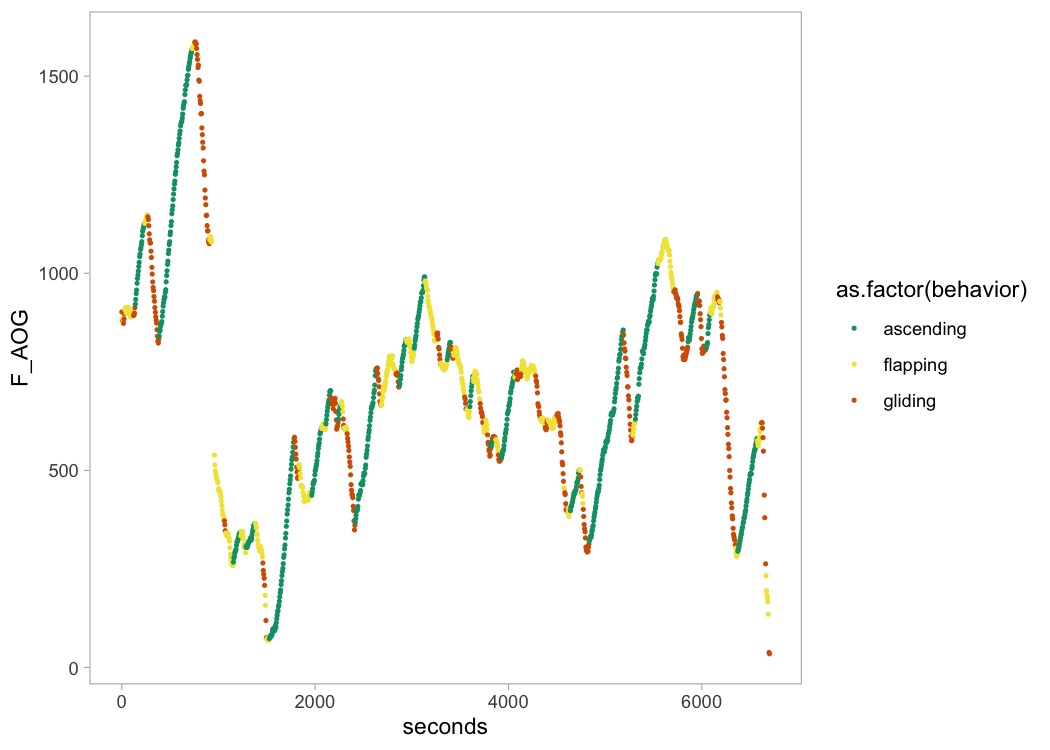 1500
1000
500
0
F_AOG
0 2000 4000 6000
seconds
as.factor(behavior)
ascending
flapping
gliding